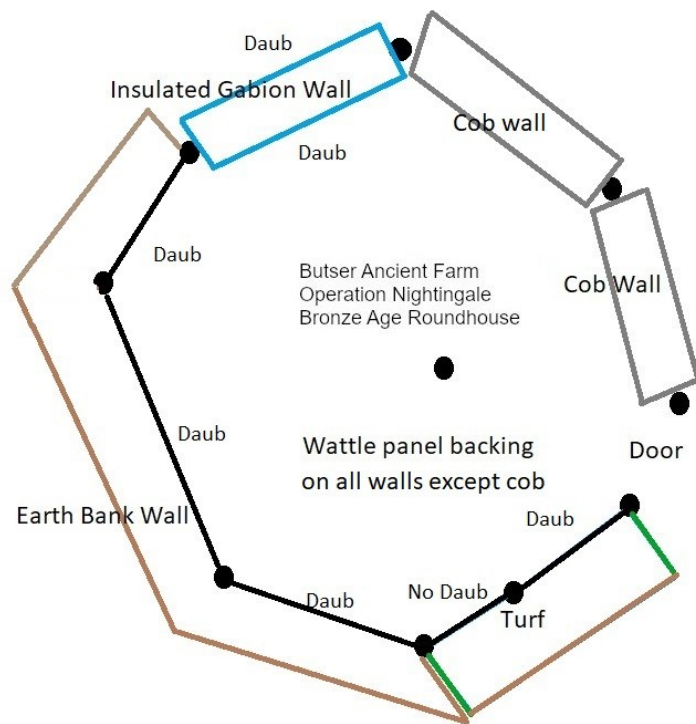 Daub
Insulated Gabion Wall
Daub
Cob wall
Daub
Butser Ancient Farm
Operation Nightingale
Bronze Age Roundhouse
Cob Wall
Daub
Wattle panel backing
on all walls except cob
Door
Earth Bank Wall
Daub
Daub
No Daub
Turf